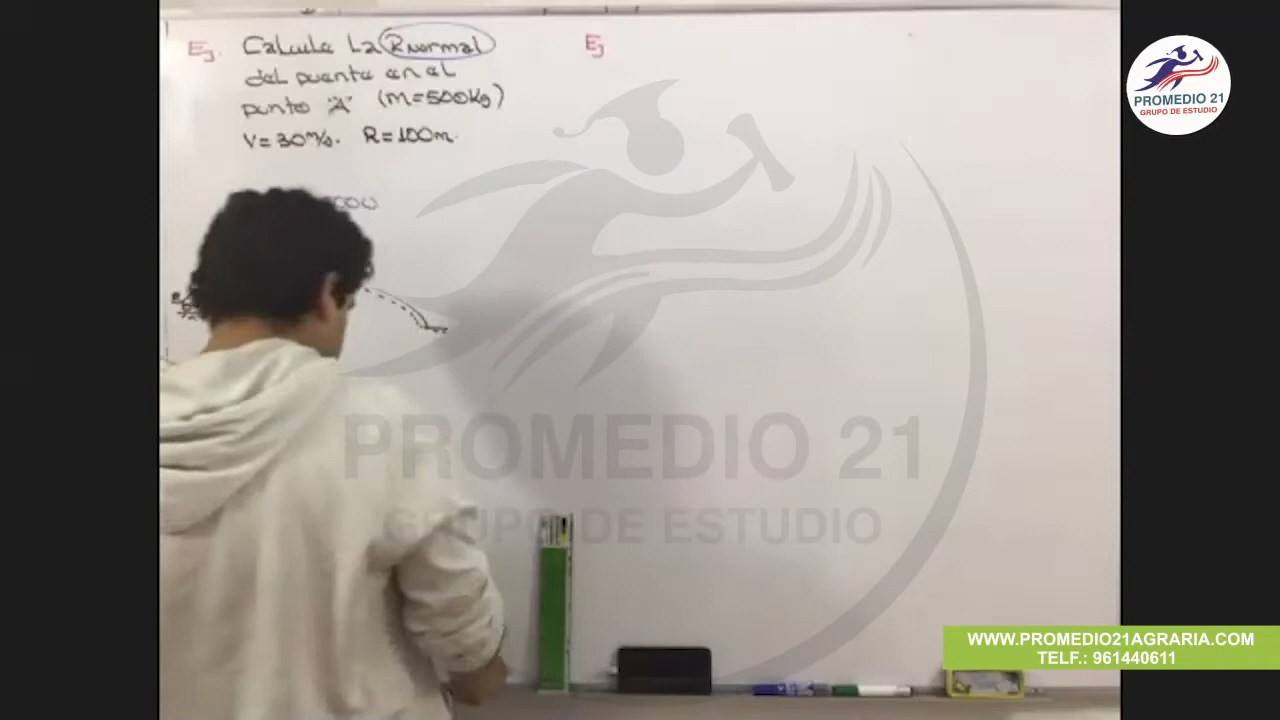 Ej. Calcula La Rnormal
del puente en el
punto "A" (m=500Kg)
V=30m/s. R=100m.
Ej
PROMEDIO 21
GRUPO DE ESTUDIO
PROMEDIO 21
GRUPO DE ESTUDIO
WWW.PROMEDIO21AGRARIA.COM
TELF.: 961440611